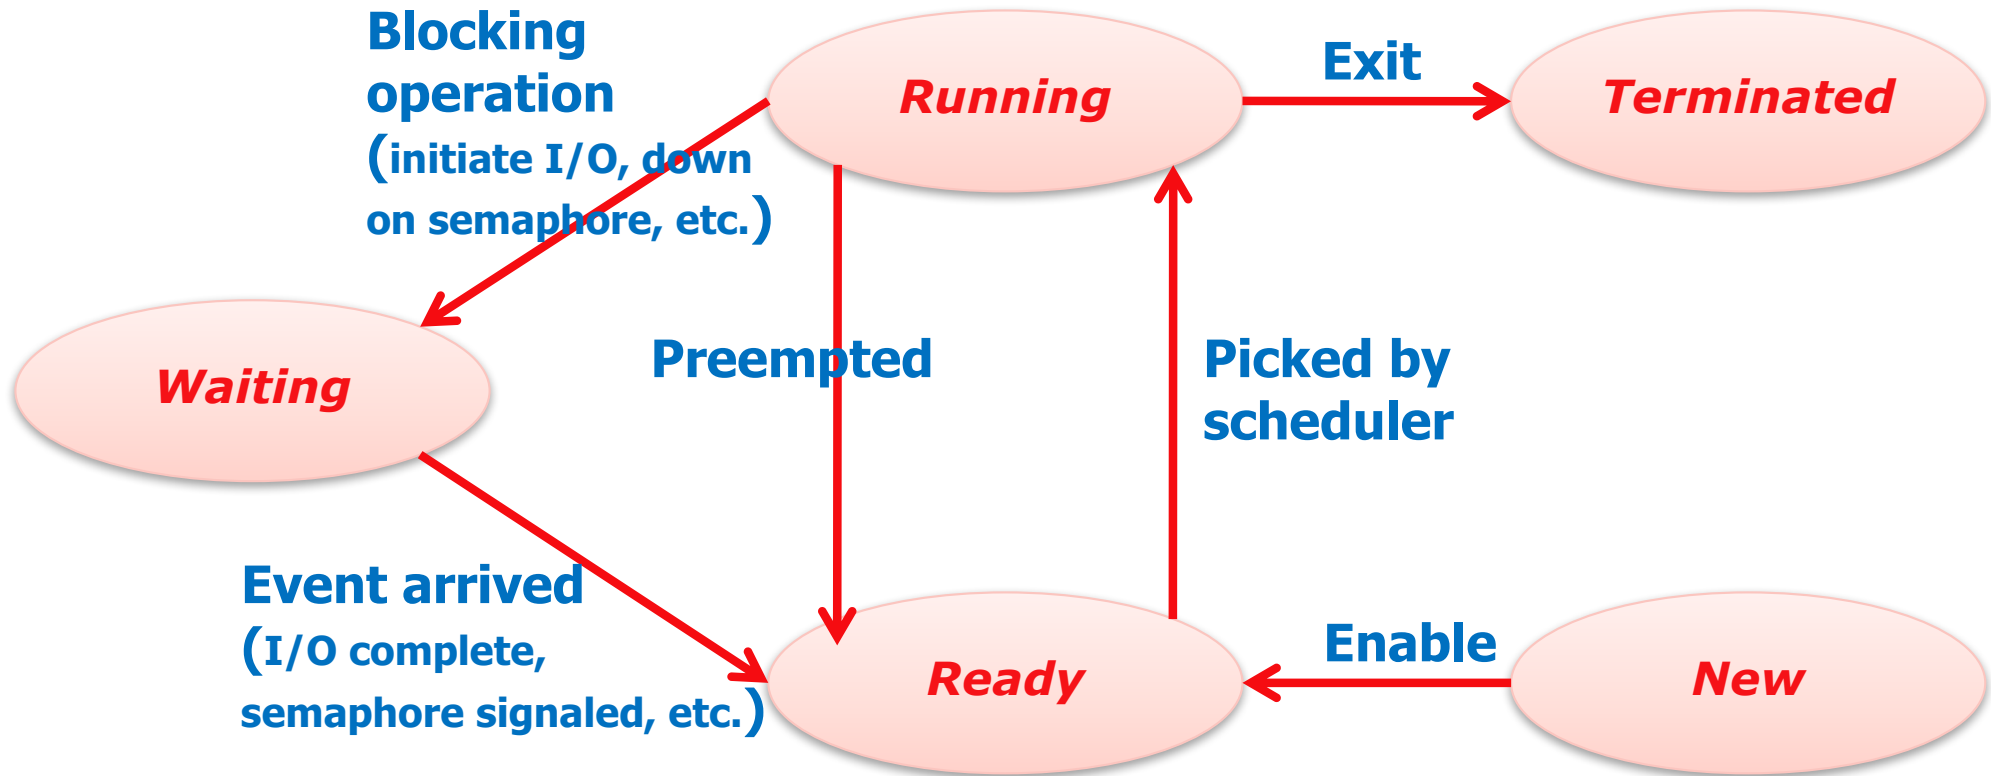 Blocking
operation
(initiate I/O, down
on semaphore, etc.)
Running
Exit
Terminated
Waiting
Preempted
Picked by
scheduler
Event arrived
(I/O complete,
semaphore signaled, etc.)
Ready
Enable
New